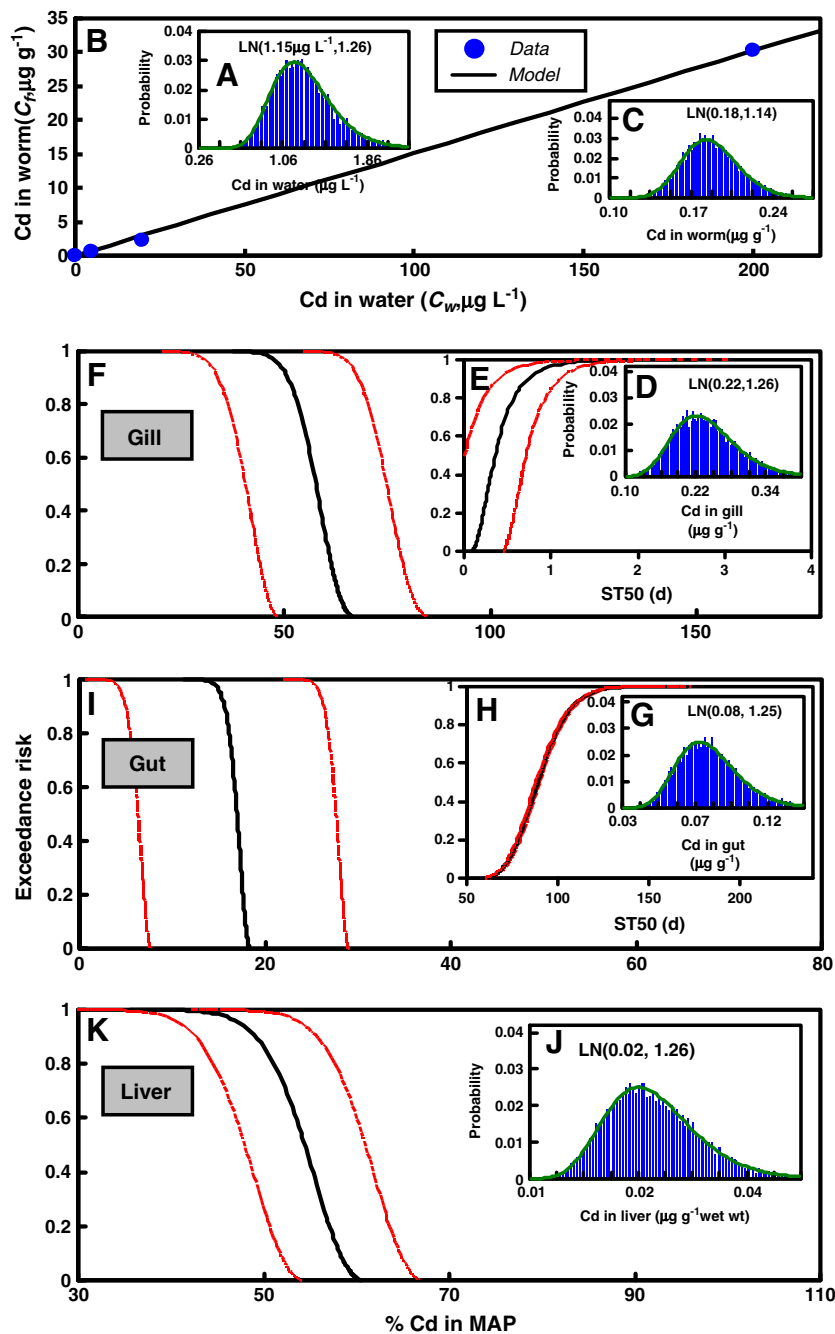 B
Cd in worm(Cf,μg g-1)
35
30
25
20
15
10
5
0
0
50
100
150
200
Cd in water (CW,μg L-1)
Data
Model
A
LN(1.15μg L-1,1.26)
Probability
0.04
0.03
0.02
0.01
0
0.26
1.06
1.86
Cd in water (μg L-1)
C
LN(0.18,1.14)
Probability
0.04
0.03
0.02
0.01
0
0.10
0.17
0.24
Cd in worm(μg g-1)
F
Gill
1
0.8
0.6
0.4
0.2
0
0
50
100
150
E
1
0.8
0.6
0.4
0.2
0
0
1
2
3
4
ST50 (d)
D
LN(0.22,1.26)
Probability
0.04
0.03
0.02
0.01
0
0.10
0.22
0.34
Cd in gill
(μg g-1)
I
Gut
Exceedance risk
1
0.8
0.6
0.4
0.2
0
0
20
40
60
80
H
1
0.8
0.6
0.4
0.2
0
50
100
150
200
ST50 (d)
G
LN(0.08, 1.25)
0.04
0.03
0.02
0.01
0
0.03
0.07
0.12
Cd in gut
(μg g-1)
K
Liver
1
0.8
0.6
0.4
0.2
0
30
50
70
90
110
% Cd in MAP
J
LN(0.02, 1.26)
Probability
0.04
0.03
0.02
0.01
0
0.01
0.02
0.04
Cd in liver (μg g-1wet wt)